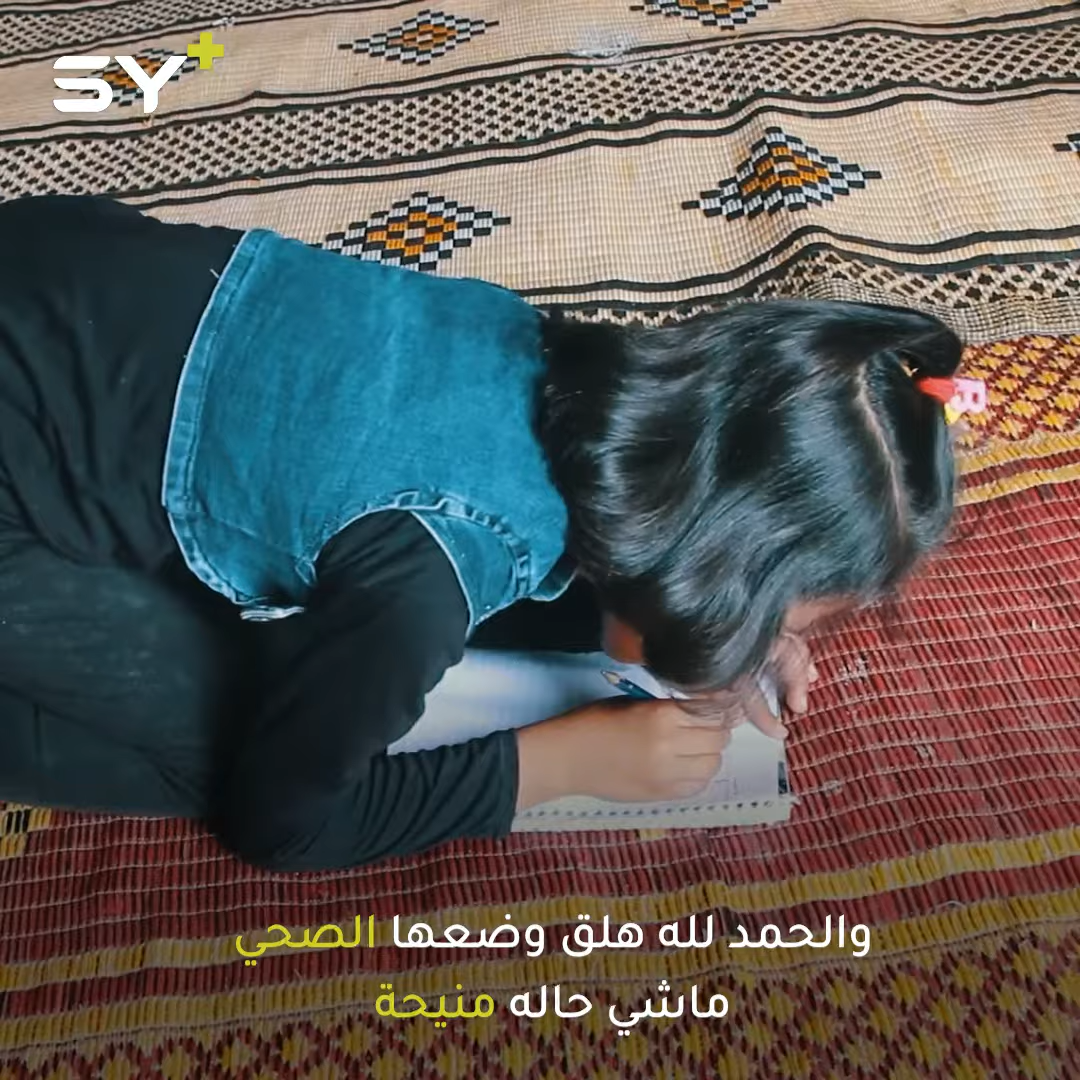 SY+
والحمد لله هلق وضعها الصحي
ماشي حاله منيحة